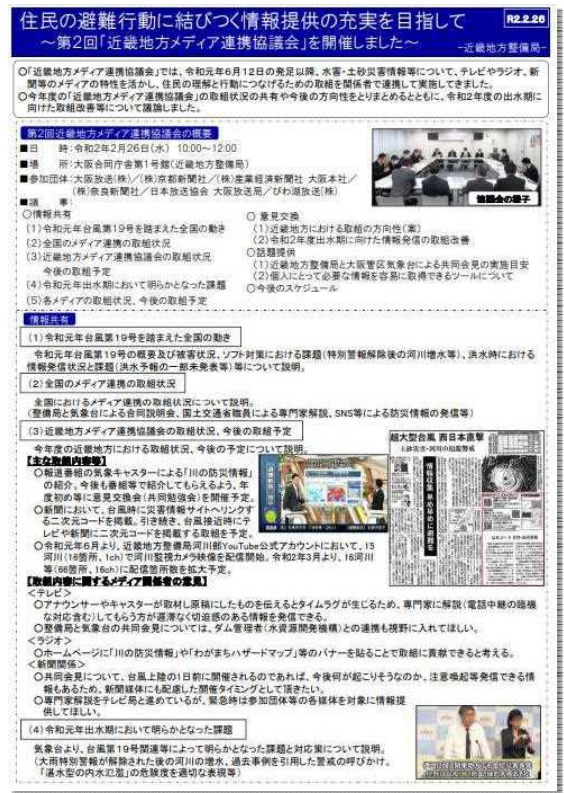 住民の避難行動に結びつく情報提供の充実を目指して
R2.2.26
～第2回「近畿地方メディア連携協議会」を開催しました～
－近畿地方整備局－
○「近畿地方メディア連携協議会」では、令和元年6月12日の発足以降、水害・土砂災害情報等について、テレビやラジオ、新
聞等のメディアの特性を活かし、住民の理解と行動につなげるための取組を関係者で連携して実施してきました。
○今年度の「近畿地方メディア連携協議会」の取組状況の共有や今後の方向性をとりまとめるとともに、令和2年度の出水期に
向けた取組改善等について議論しました。
第2回近畿地方メディア連携協議会の概要
■日　　時:令和2年2月26日(水)　10:00～12:00
■場　　所:大阪合同庁舎第1号館(近畿地方整備局)
■参加団体:大阪放送(株)／(株)京都新聞社／(株)産業経済新聞社 大阪本社／
(株)奈良新聞社／日本放送協会 大阪放送局／びわ湖放送(株)
■議　　事:
協議会の様子
○情報共有
(1)令和元年台風第19号を踏まえた全国の動き
(2)全国のメディア連携の取組状況
(3)近畿地方メディア連携協議会の取組状況
今後の取組予定
(4)令和元年出水期において明らかとなった課題
(5)各メディアの取組状況、今後の取組予定
○ 意見交換
(1)近畿地方における取組の方向性(案)
(2)令和2年度出水期に向けた情報発信の取組改善
○話題提供
(1)近畿地方整備局と大阪管区気象台による共同会見の実施目安
(2)個人にとって必要な情報を容易に取得できるツールについて
○今後のスケジュール
情報共有
(1)令和元年台風第19号を踏まえた全国の動き
令和元年台風第19号の概要及び被害状況、ソフト対策における課題(特別警報解除後の河川増水等)、洪水時における
情報発信状況と課題(洪水予報の一部未発表等)等について説明。
(2)全国のメディア連携の取組状況
全国におけるメディア連携の取組状況について説明。
(整備局と気象台による合同説明会、国土交通省職員による専門家解説、SNS等による防災情報の発信等)
(3)近畿地方メディア連携協議会の取組状況、今後の取組予定
今年度の近畿地方における取組状況、今後の予定について説明。
【主な取組内容等】
○報道番組の気象キャスターによる「川の防災情報」
の紹介。今後も番組等で紹介してもらえるよう、年
度初め等に意見交換会(共同勉強会)を開催予定。
○新聞において、台風時に災害情報サイトへリンクす
る二次元コードを掲載。引き続き、台風接近時にテ
レビや新聞に二次元コードを掲載する取組を予定。
○令和元年6月より、近畿地方整備局河川部YouTube公式アカウントにおいて、15
河川(16箇所、1ch)で河川監視カメラ映像を配信開始。令和2年3月より、16河川
等(66箇所、16ch)に配信箇所数を拡大予定。
超大型台風 西日本直撃
土砂災害・河川の氾濫警戒
情報収集 早め早めに避難を
【取組内容に関するメディア関係者の意見】
＜テレビ＞
○アナウンサーやキャスターが取材し原稿にしたものを伝えるとタイムラグが生じるため、専門家に解説(電話中継の臨機
な対応含む)してもらう方が遅滞なく切迫感のある情報を発信できる。
○整備局と気象台の共同会見については、ダム管理者(水資源開発機構)との連携も視野に入れてほしい。
＜ラジオ＞
○ホームページに「川の防災情報」や「わがまちハザードマップ」等のバナーを貼ることで取組に貢献できると考える。
＜新聞関係＞
○共同会見について、台風上陸の1日前に開催されるのであれば、今後何が起こりそうなのか、注意喚起等発信できる情
報もあるため、新聞媒体にも配慮した開催タイミングとして頂きたい。
○専門家解説をテレビ局と進めているが、緊急時は参加団体等の各媒体を対象に情報提
供してほしい。
(4)令和元年出水期において明らかとなった課題
気象台より、台風第19号関連等によって明らかとなった課題と対応策について説明。
(大雨特別警報が解除された後の河川の増水、過去事例を引用した警戒の呼びかけ、
「湛水型の内水氾濫」の危険度を適切な表現等)